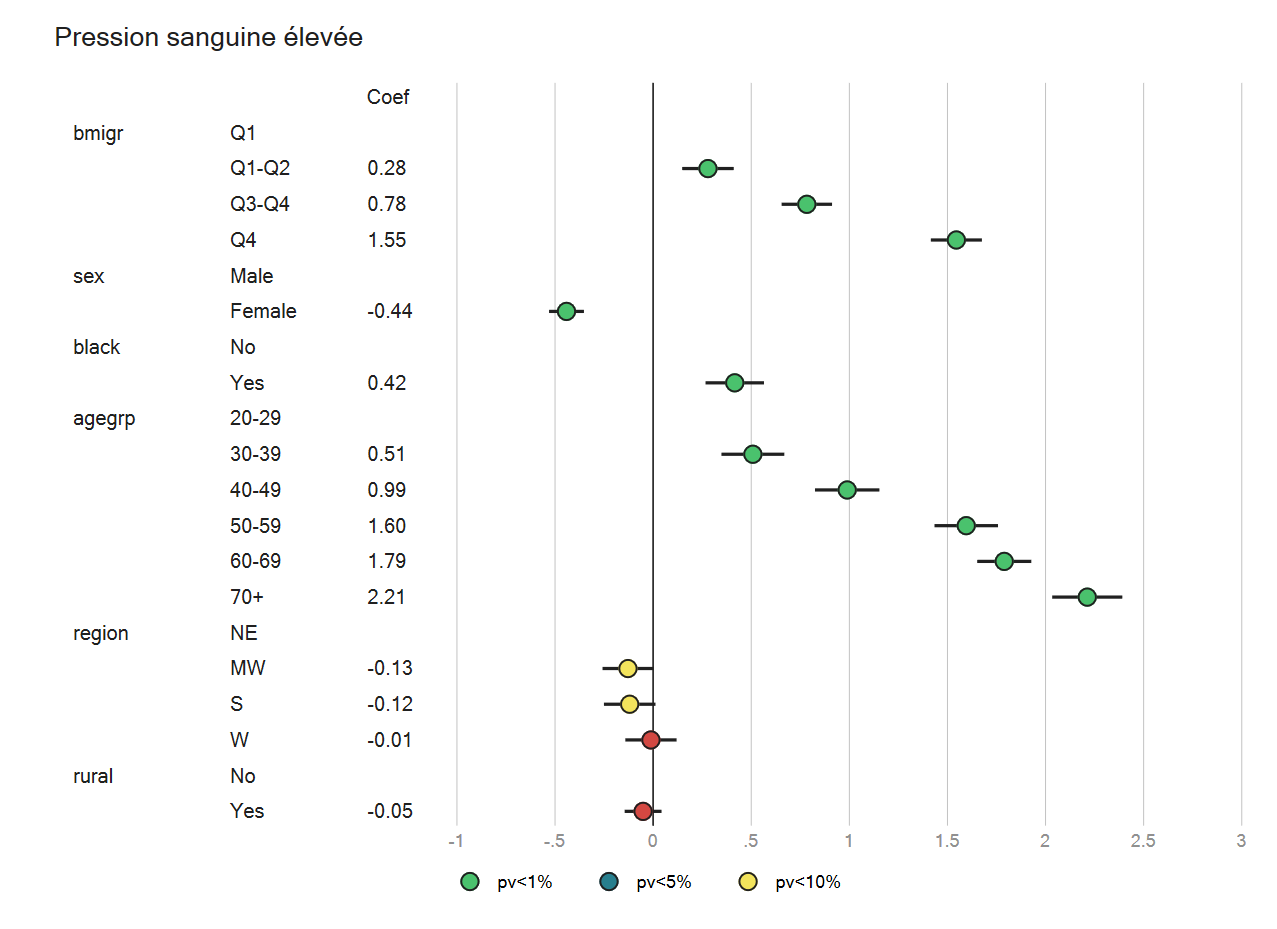 Pression sanguine élevée
Coef
bmigr Q1
Q1-Q2 0.28
Q3-Q4 0.78
Q4 1.55
sex Male
Female -0.44
black No
Yes 0.42
agegrp 20-29
30-39 0.51
40-49 0.99
50-59 1.60
60-69 1.79
70+ 2.21
region NE
MW -0.13
S -0.12
W -0.01
rural No
Yes -0.05
-1 -.5 0 .5 1 1.5 2 2.5 3
pv<1% pv<5% pv<10%